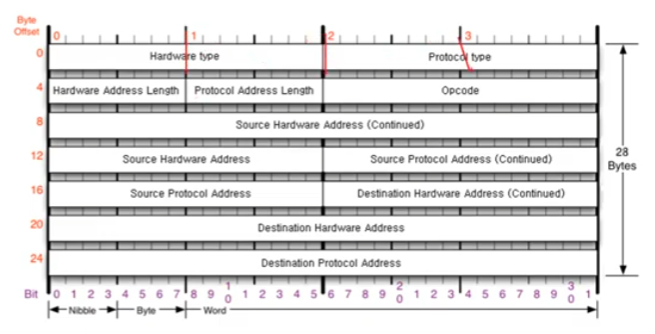 Byte
Offset 0 1 2 3
0 Hardware type Protocol type
4 Hardware Address Length Protocol Address Length Opcode
8 Source Hardware Address (Continued)
12 Source Hardware Address Source Protocol Address (Continued)
28
Bytes
16 Source Protocol Address Destination Hardware Address (Continued)
20 Destination Hardware Address
24 Destination Protocol Address
Bit 0 1 2 3 4 5 6 7 8 9 1 0 1 2 3 4 5 6 7 8 9 2 0 1 2 3 4 5 6 7 8 9 3 0 1
Nibble Byte Word